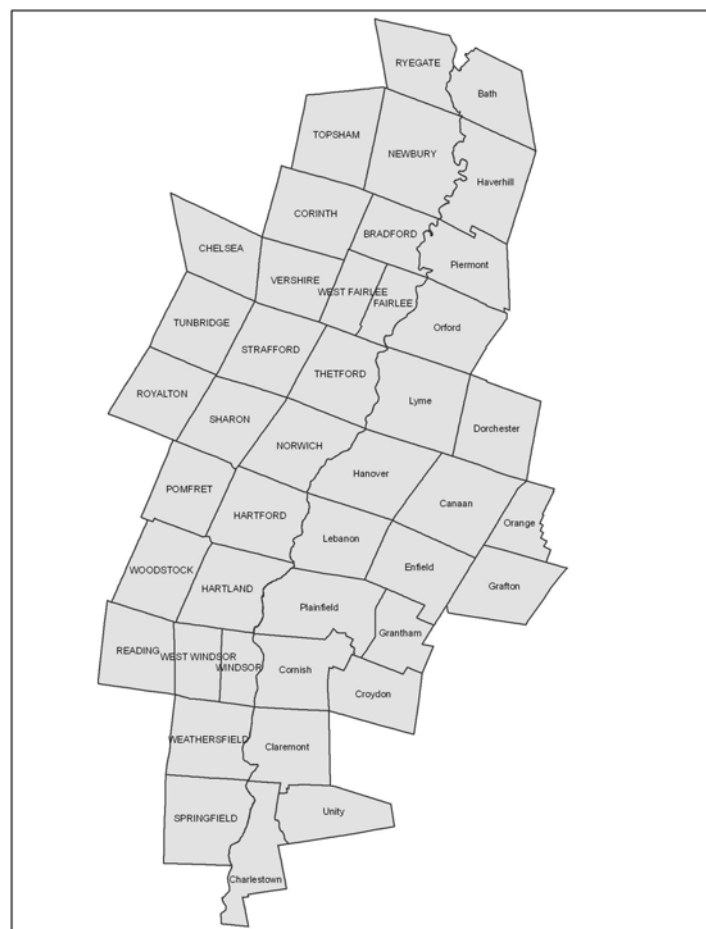 RYEGATE
Bath
TOPSHAM
NEWBURY
Haverhill
CORINTH
BRADFORD
CHELSEA
Piermont
VERSHIRE
WEST FAIRLEE
FAIRLEE
TUNBRIDGE
Orford
STRAFFORD
THETFORD
ROYALTON
Lyme
SHARON
Dorchester
NORWICH
Hanover
POMFRET
Canaan
HARTFORD
Orange
Lebanon
Enfield
WOODSTOCK
HARTLAND
Grafton
Plainfield
Grantham
READING
WEST WINDSOR
WINDSOR
Cornish
Croydon
WEATHERSFIELD
Claremont
SPRINGFIELD
Unity
Charlestown